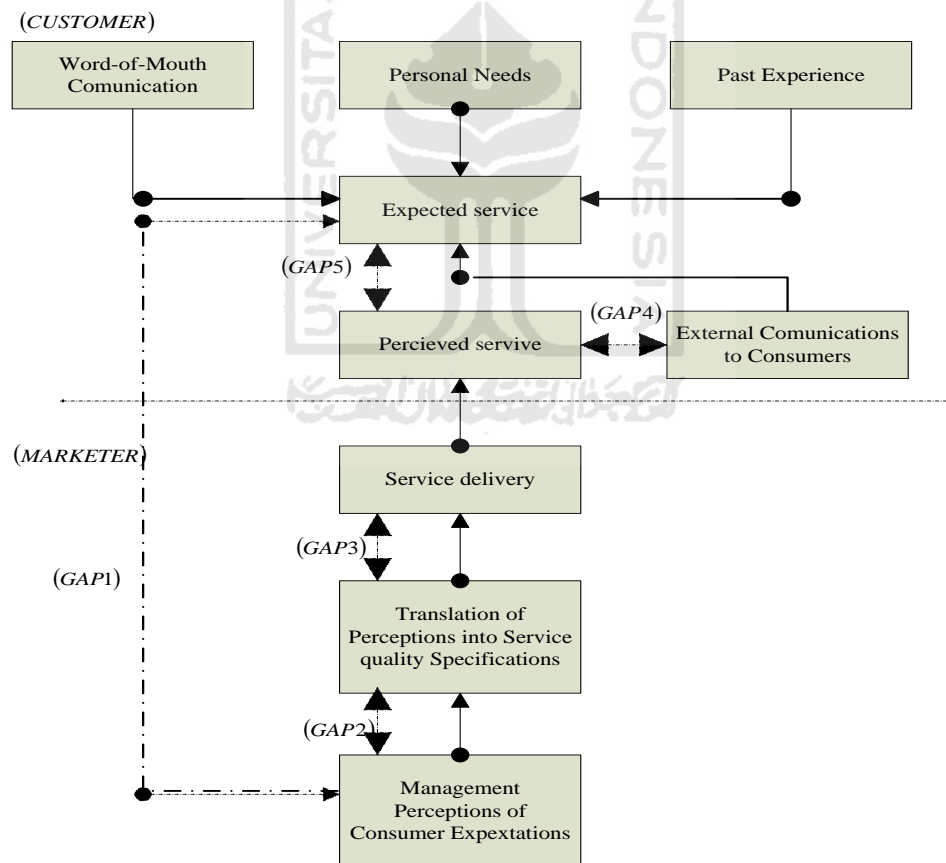 (CUSTOMER)
Word-of-Mouth
Comunication
Personal Needs
Past Experience
Expected service
(GAP5)
(GAP4)
Percieved servive
External Comunications
to Consumers
(MARKETER)
Service delivery
(GAP3)
(GAP1)
Translation of
Perceptions into Service
quality Specifications
(GAP2)
Management
Perceptions of
Consumer Expextations